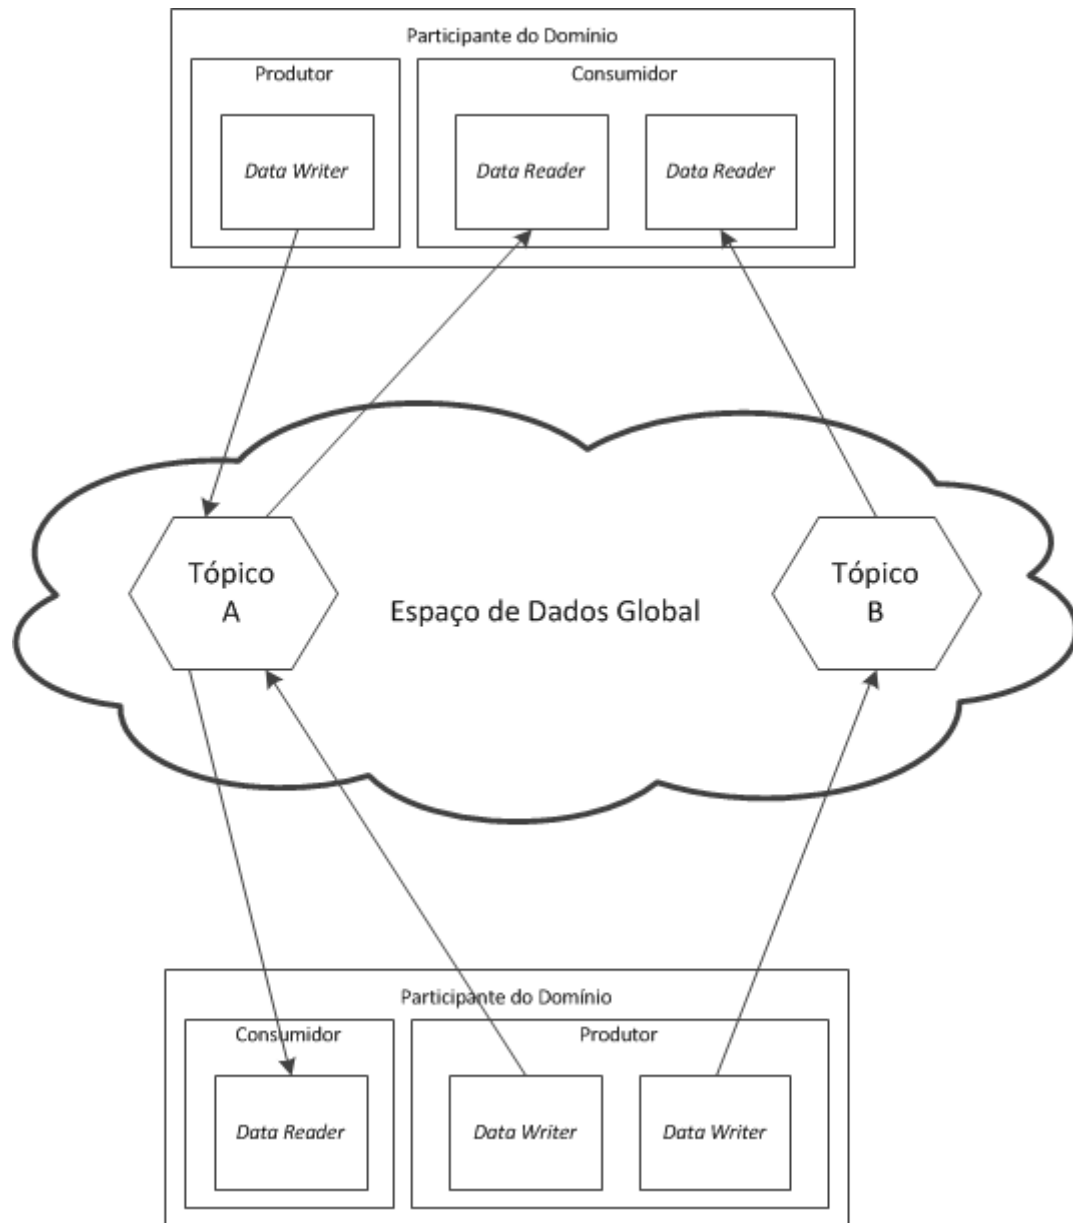 Participante do Domínio
Produtor
Consumidor
Data Writer
Data Reader
Data Reader
Tópico
A
Espaço de Dados Global
Tópico
B
Participante do Domínio
Consumidor
Produtor
Data Reader
Data Writer
Data Writer